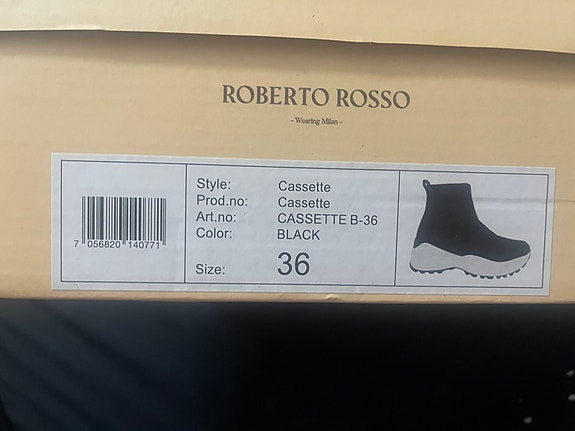 ROBERTO ROSSO
- Wearing Milan -
Style: Cassette
Prod.no: Cassette
Art.no: CASSETTE B-36
Color: BLACK
Size: 36
7 056820 140771